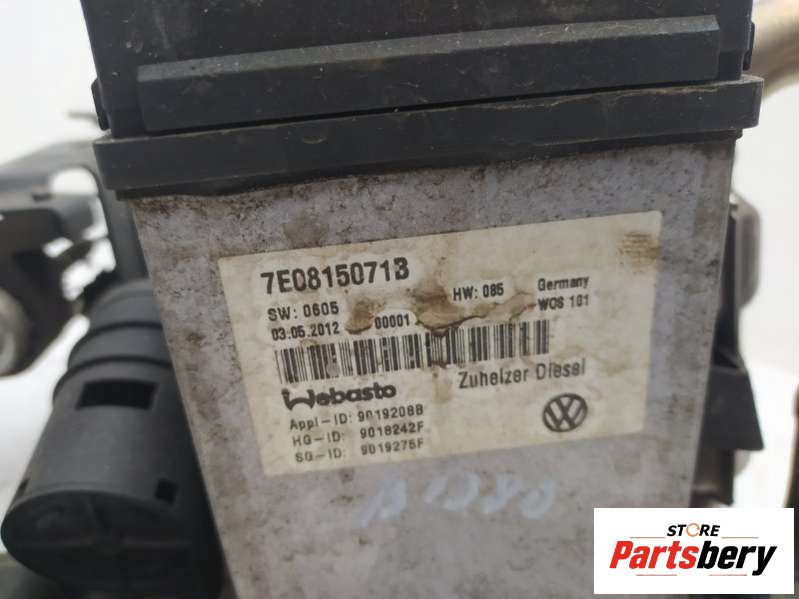 7E0815071B
SW: 0605 HW: 085 Germany
03.05.2012 00001 WOS 101
Webasto Zuheizer Diesel
Appl-ID: 9019208B
HG-ID: 9018242F
SG-ID: 9019275F
STORE
Partsbery